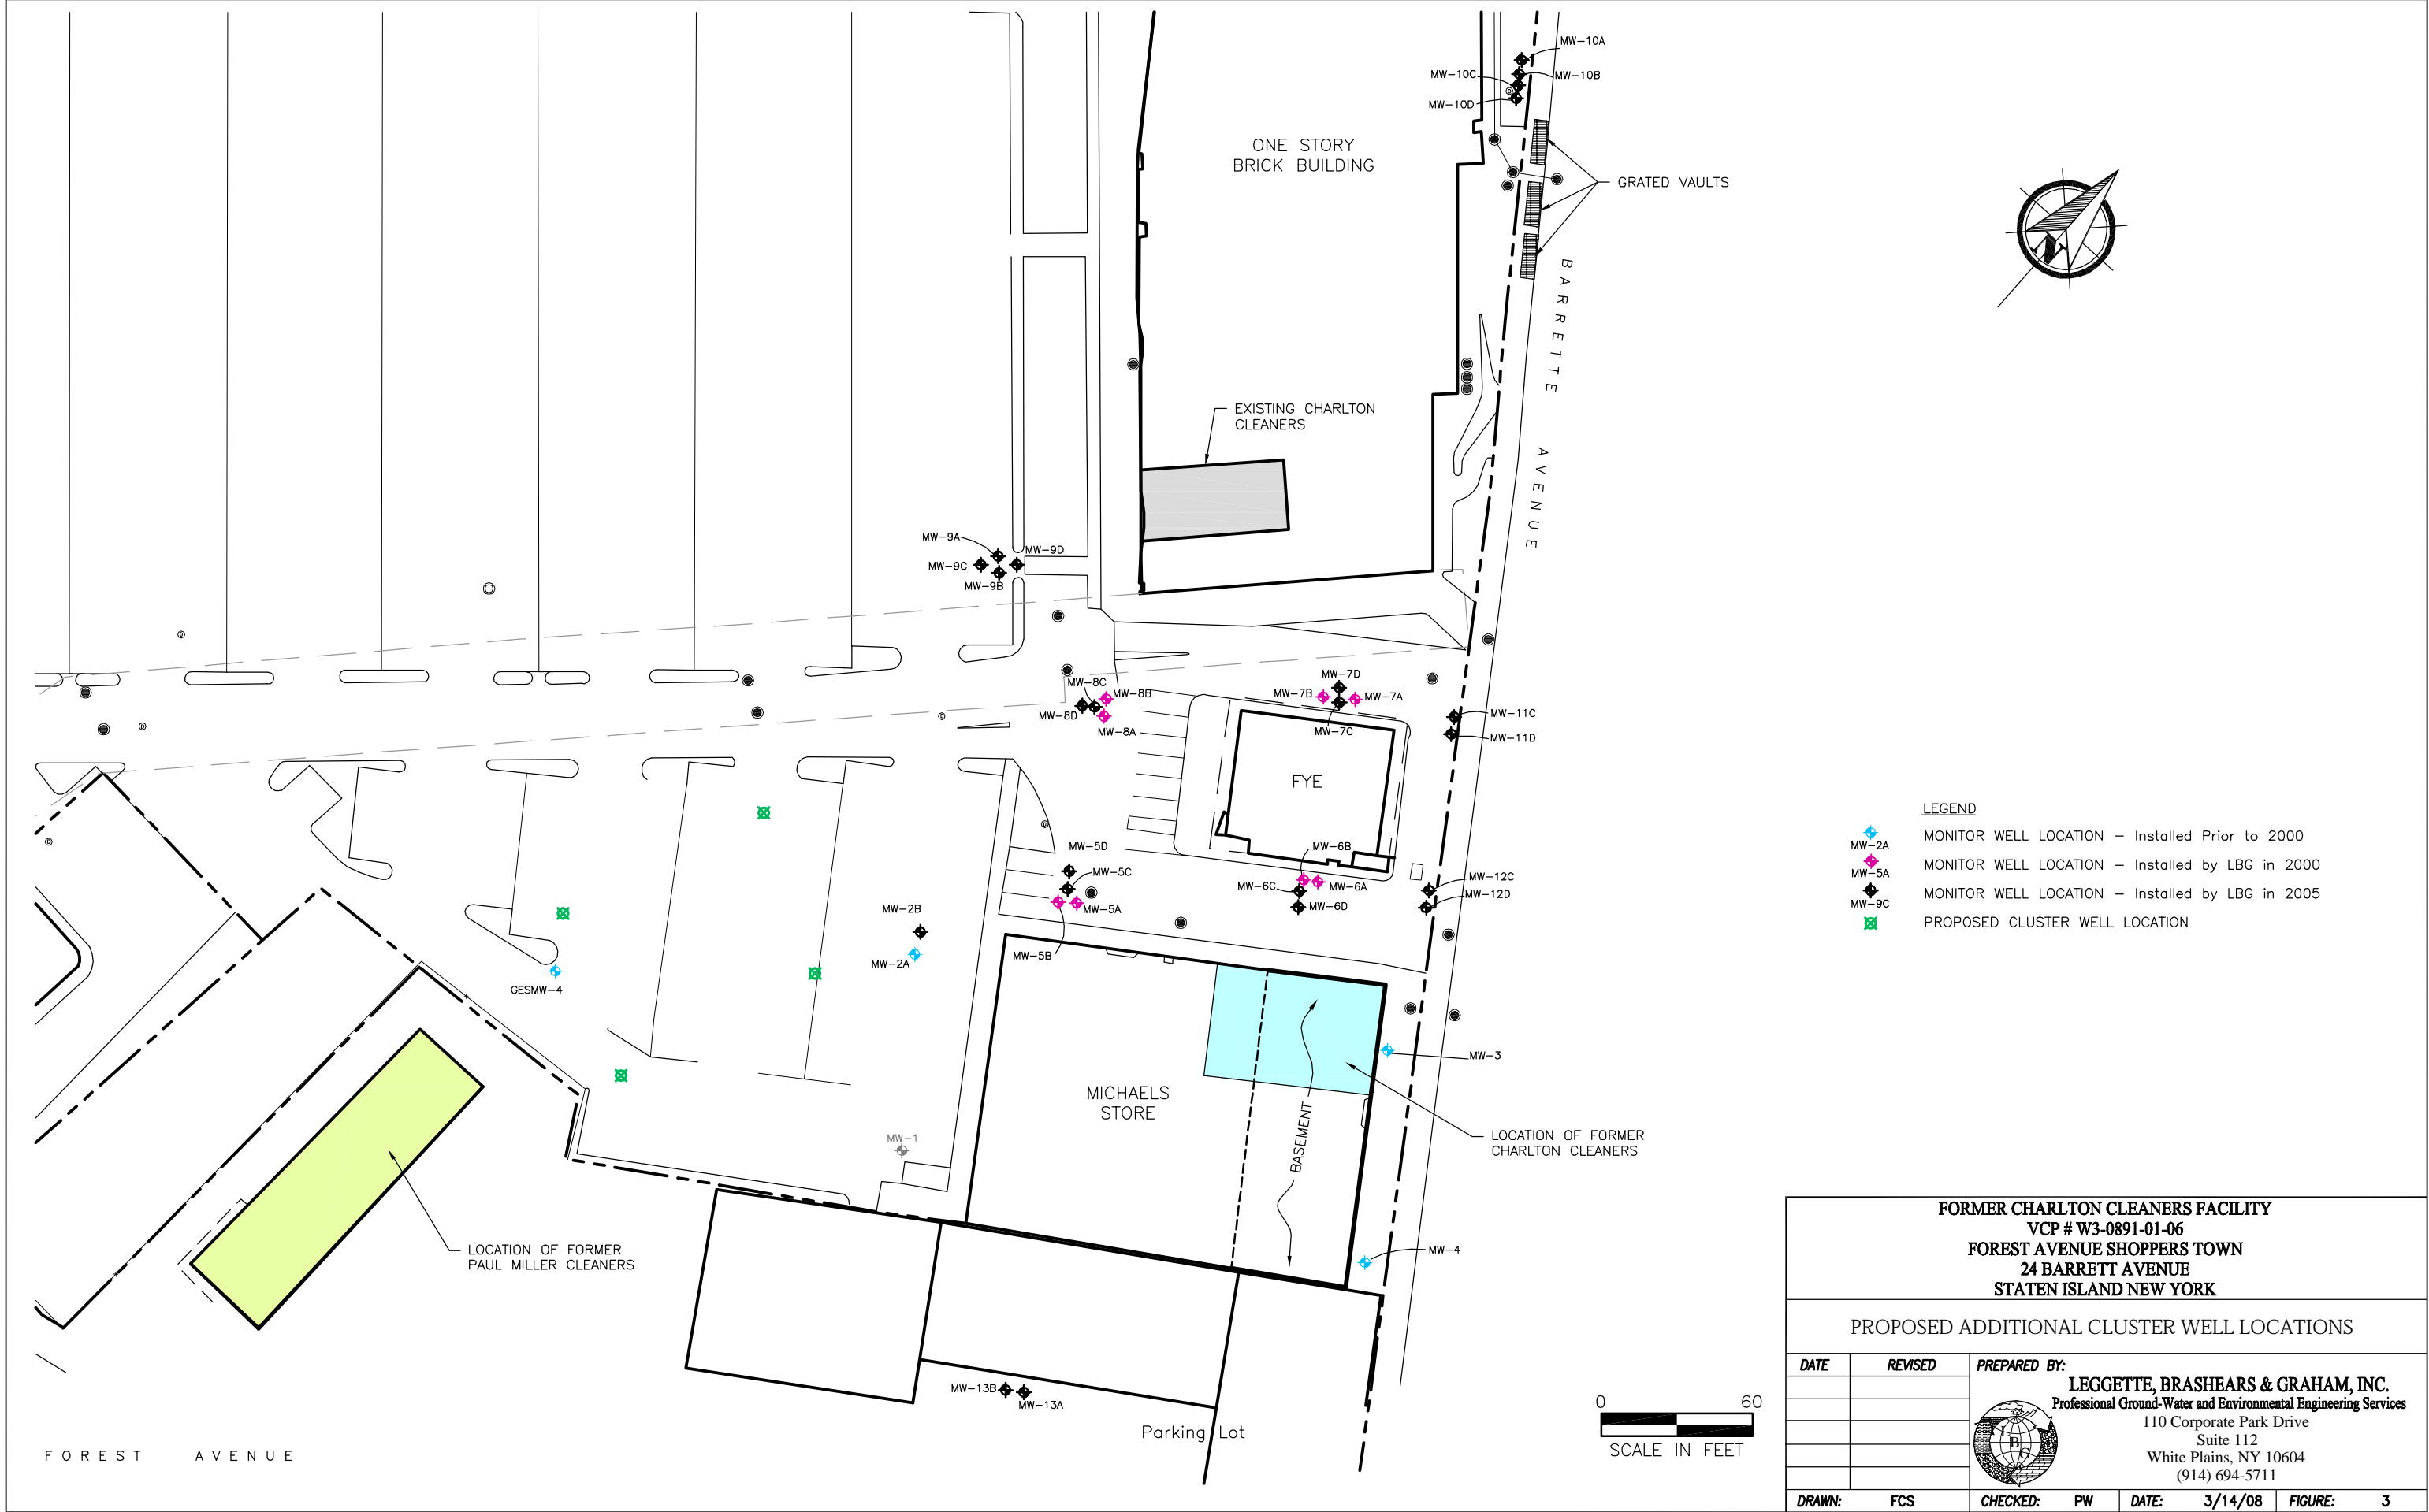 MW-10A
MW-10C
MW-10B
MW-10D
ONE STORY
BRICK BUILDING
GRATED VAULTS
N
BARRETTE AVENUE
EXISTING CHARLTON
CLEANERS
MW-9A
MW-9D
MW-9C
MW-9B
MW-8C
MW-8B
MW-8D
MW-8A
MW-7D
MW-7B
MW-7A
MW-7C
MW-11C
MW-11D
FYE
MW-5D
MW-5C
MW-5A
MW-5B
MW-6B
MW-6C
MW-6A
MW-6D
MW-12C
MW-12D
MW-2B
MW-2A
GESMW-4
MW-3
MICHAELS
STORE
BASEMENT
MW-1
LOCATION OF FORMER
CHARLTON CLEANERS
LOCATION OF FORMER
PAUL MILLER CLEANERS
MW-4
MW-13B
MW-13A
Parking Lot
FOREST AVENUE
0 60
SCALE IN FEET
LEGEND
MONITOR WELL LOCATION - Installed Prior to 2000
MW-2A
MONITOR WELL LOCATION - Installed by LBG in 2000
MW-5A
MONITOR WELL LOCATION - Installed by LBG in 2005
MW-9C
PROPOSED CLUSTER WELL LOCATION
FORMER CHARLTON CLEANERS FACILITY
VCP # W3-0891-01-06
FOREST AVENUE SHOPPERS TOWN
24 BARRETT AVENUE
STATEN ISLAND NEW YORK
PROPOSED ADDITIONAL CLUSTER WELL LOCATIONS
DATE REVISED PREPARED BY:
LEGGETTE, BRASHEARS & GRAHAM, INC.
Professional Ground-Water and Environmental Engineering Services
110 Corporate Park Drive
Suite 112
White Plains, NY 10604
(914) 694-5711
LBG
DRAWN: FCS CHECKED: PW DATE: 3/14/08 FIGURE: 3